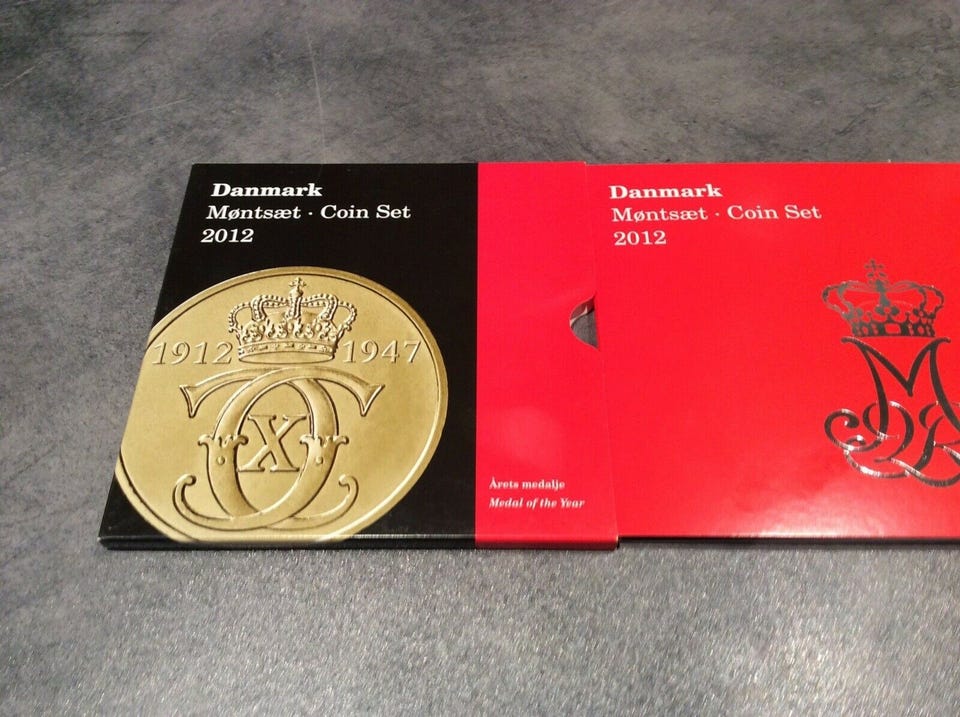 Danmark
Møntsæt · Coin Set
2012
1912 1947
X
Årets medalje
Medal of the Year
Danmark
Møntsæt · Coin Set
2012